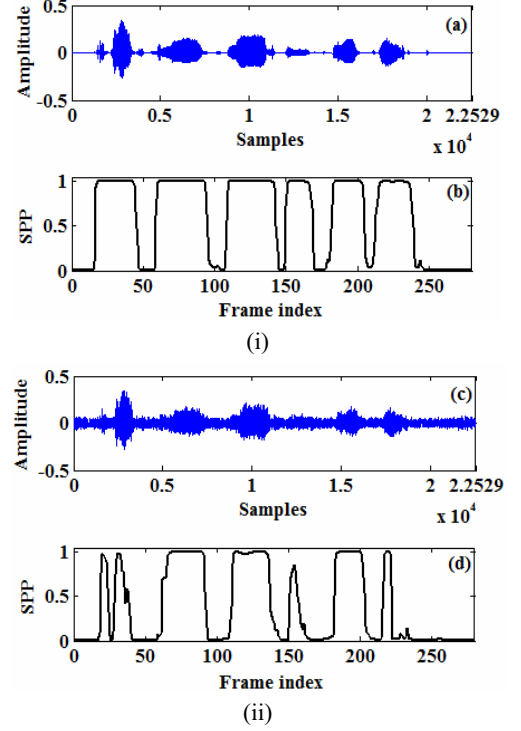 0.5
(a)
Amplitude
0
-0.5
0 0.5 1 1.5 2 2.2529
Samples
x 10^4
1
(b)
SPP
0.5
0
0 50 100 150 200 250
Frame index
(i)
0.5
(c)
Amplitude
0
-0.5
0 0.5 1 1.5 2 2.2529
Samples
x 10^4
1
(d)
SPP
0.5
0
0 50 100 150 200 250
Frame index
(ii)